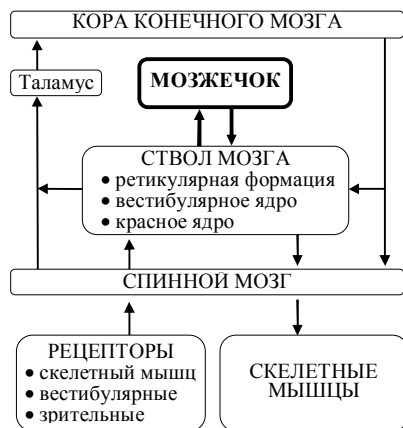 КОРА КОНЕЧНОГО МОЗГА
Таламус
МОЗЖЕЧОК
СТВОЛ МОЗГА
• ретикулярная формация
• вестибулярное ядро
• красное ядро
СПИННОЙ МОЗГ
РЕЦЕПТОРЫ
• скелетный мышц
• вестибулярные
• зрительные
СКЕЛЕТНЫЕ
МЫШЦЫ